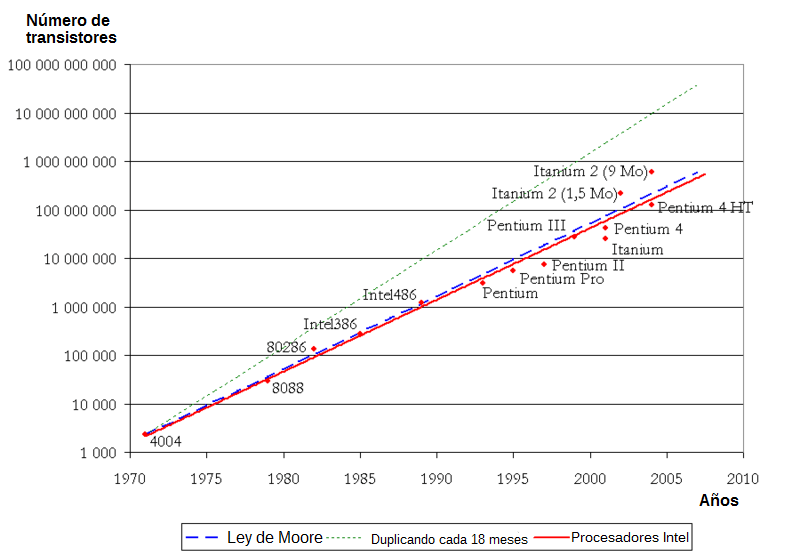 Número de
transistores
100 000 000 000
10 000 000 000
1 000 000 000
100 000 000
10 000 000
1 000 000
100 000
10 000
1 000
Itanium 2 (9 Mo)
Itanium 2 (1,5 Mo)
Pentium 4 HT
Pentium III
Pentium 4
Itanium
Pentium II
Pentium Pro
Pentium
Intel486
Intel386
80286
8088
4004
1970 1975 1980 1985 1990 1995 2000 2005 2010
Años
Ley de Moore Duplicando cada 18 meses Procesadores Intel